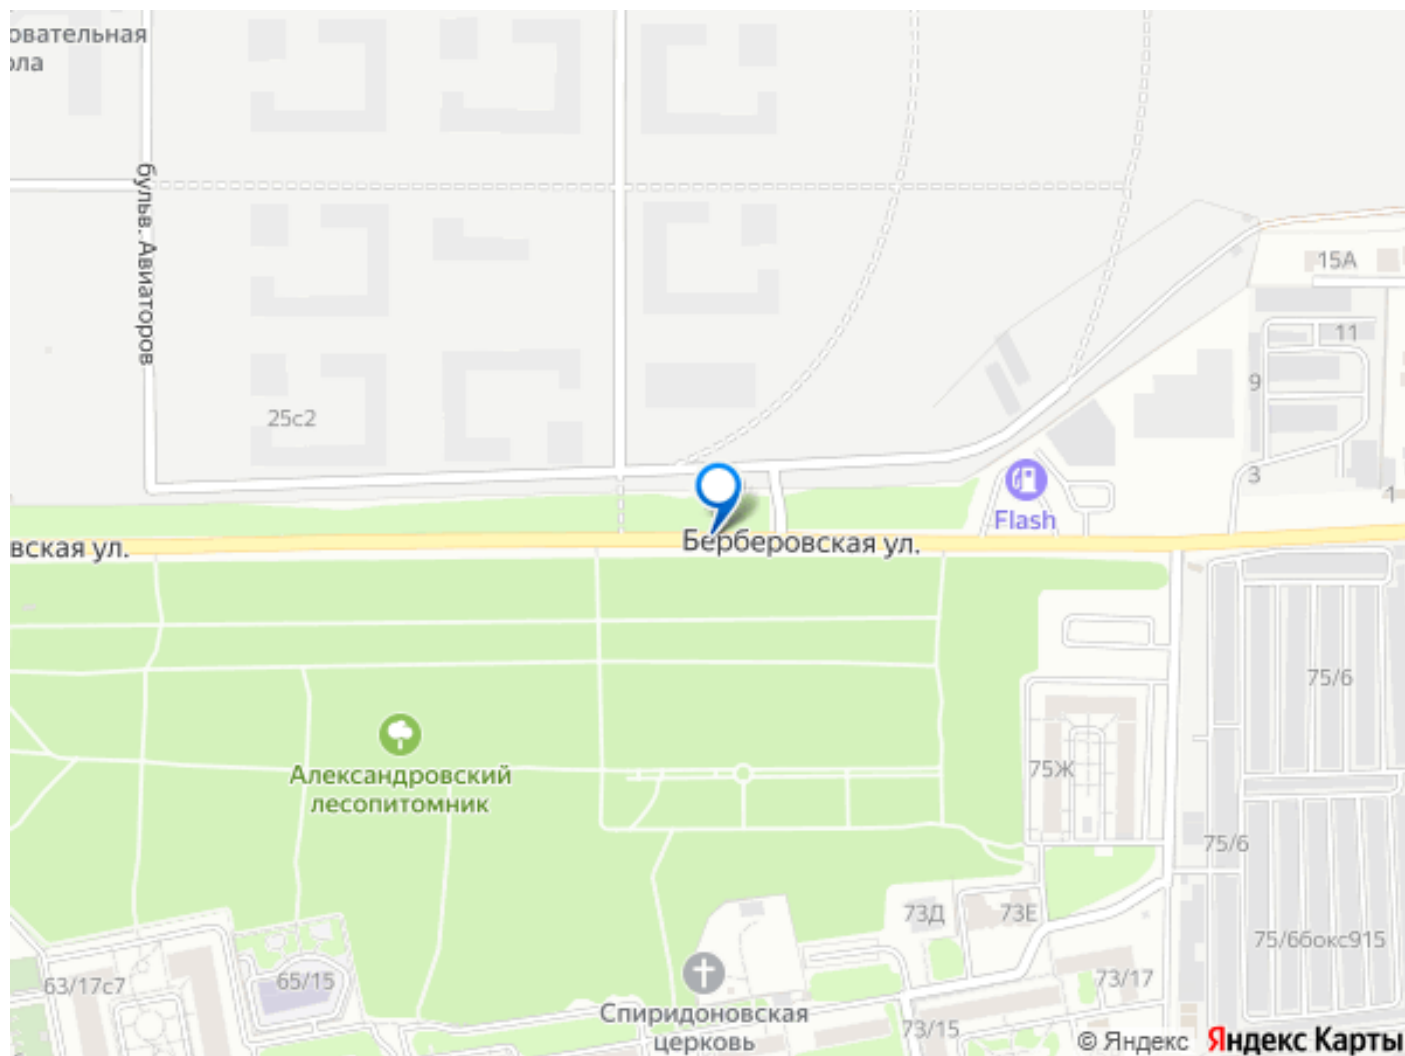 овательная
ола
бульв. Авиаторов
15А
11
9
25с2
3
1
Flash
вская ул.
Берберовская ул.
75/6
Александровский
лесопитомник
75Ж
75/6
73Д
73Е
75/6бокс915
63/17с7
65/15
73/17
Спиридоновская
церковь
73/15
© Яндекс Яндекс Карты